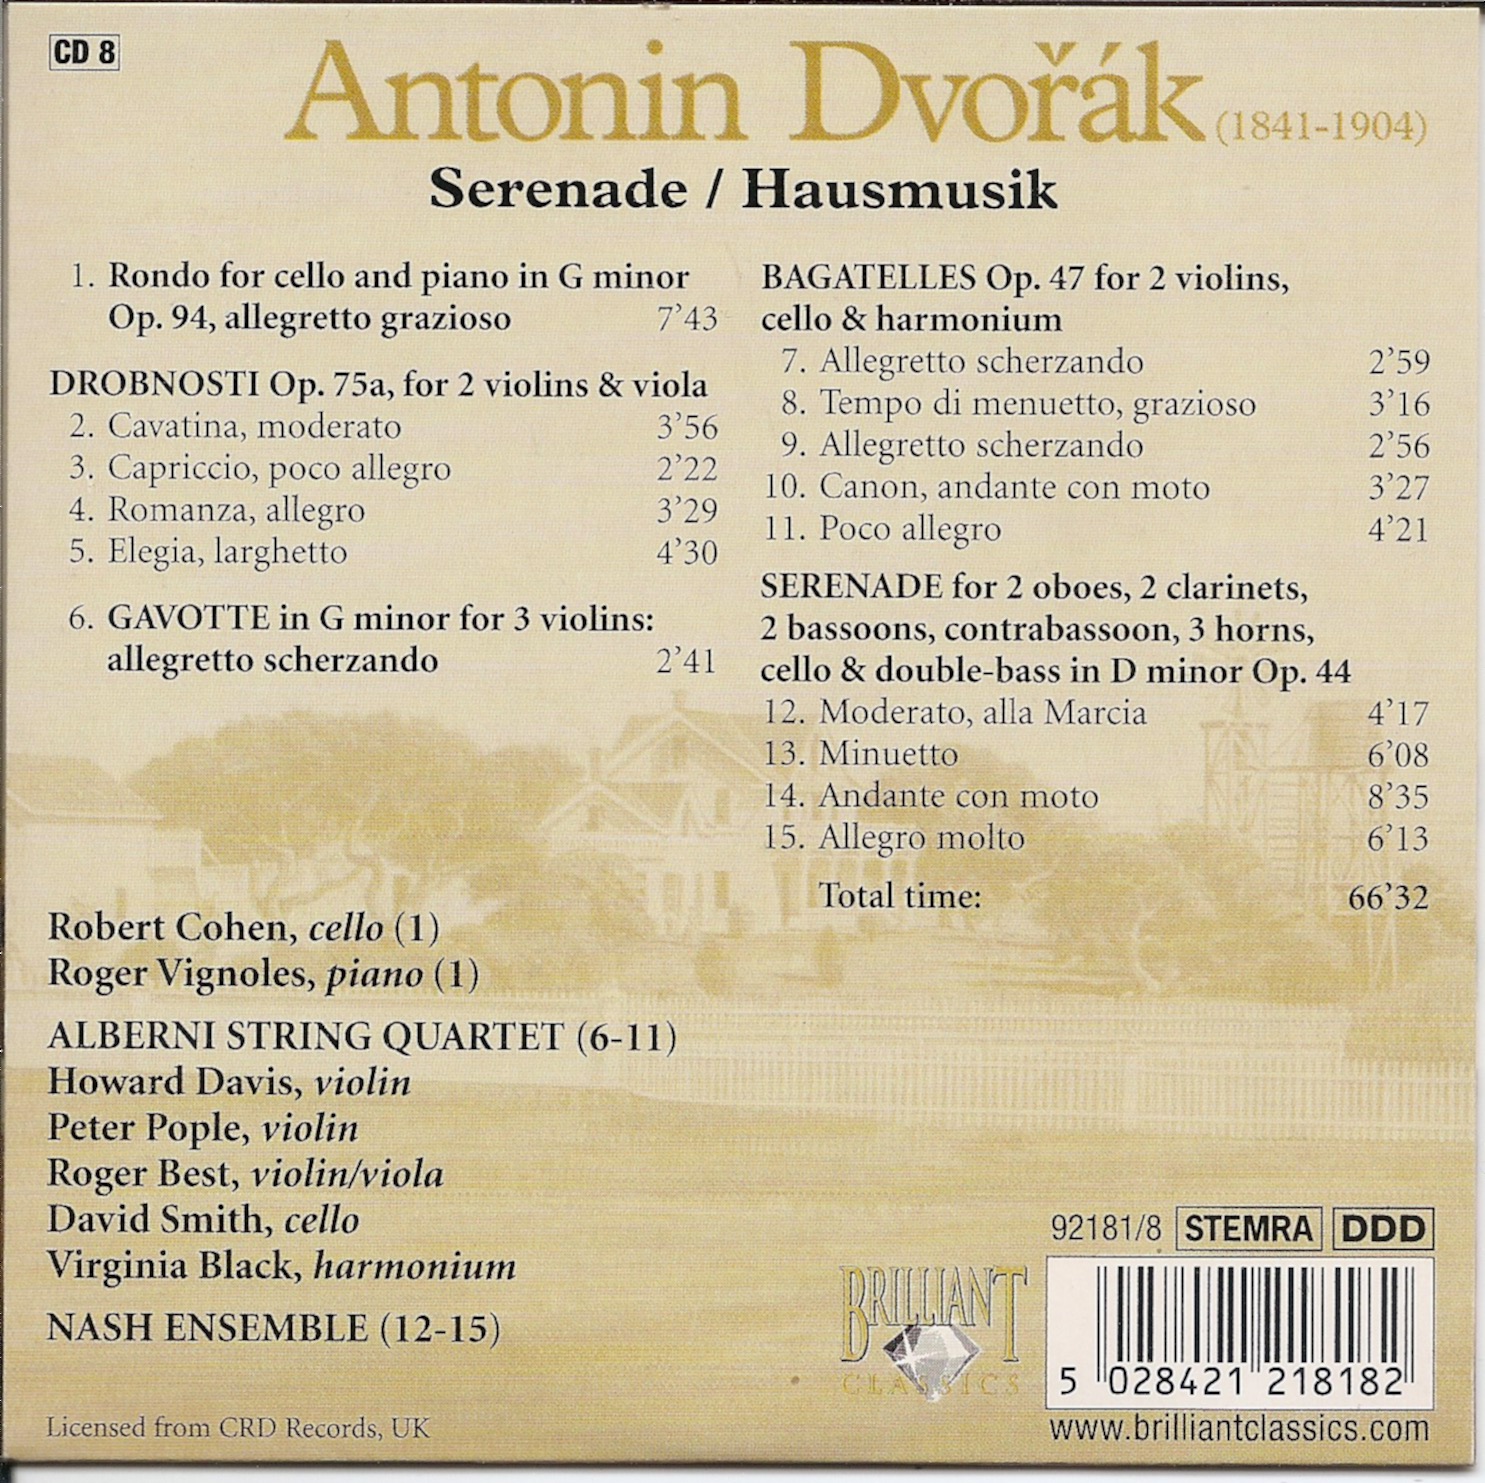 CD 8
Antonin Dvořák (1841-1904)
Serenade / Hausmusik
1. Rondo for cello and piano in G minor
Op. 94, allegretto grazioso 7’43
DROBNOSTI Op. 75a, for 2 violins & viola
2. Cavatina, moderato 3’56
3. Capriccio, poco allegro 2’22
4. Romanza, allegro 3’29
5. Elegia, larghetto 4’30
6. GAVOTTE in G minor for 3 violins:
allegretto scherzando 2’41
BAGATELLES Op. 47 for 2 violins,
cello & harmonium
7. Allegretto scherzando 2’59
8. Tempo di menuetto, grazioso 3’16
9. Allegretto scherzando 2’56
10. Canon, andante con moto 3’27
11. Poco allegro 4’21
SERENADE for 2 oboes, 2 clarinets,
2 bassoons, contrabassoon, 3 horns,
cello & double-bass in D minor Op. 44
12. Moderato, alla Marcia 4’17
13. Minuetto 6’08
14. Andante con moto 8’35
15. Allegro molto 6’13
Total time: 66’32
Robert Cohen, cello (1)
Roger Vignoles, piano (1)
ALBERNI STRING QUARTET (6-11)
Howard Davis, violin
Peter Pople, violin
Roger Best, violin/viola
David Smith, cello
Virginia Black, harmonium
NASH ENSEMBLE (12-15)
Licensed from CRD Records, UK
92181/8 STEMRA DDD
BRILLIANT
CLASSICS
5 028421 218182
www.brilliantclassics.com